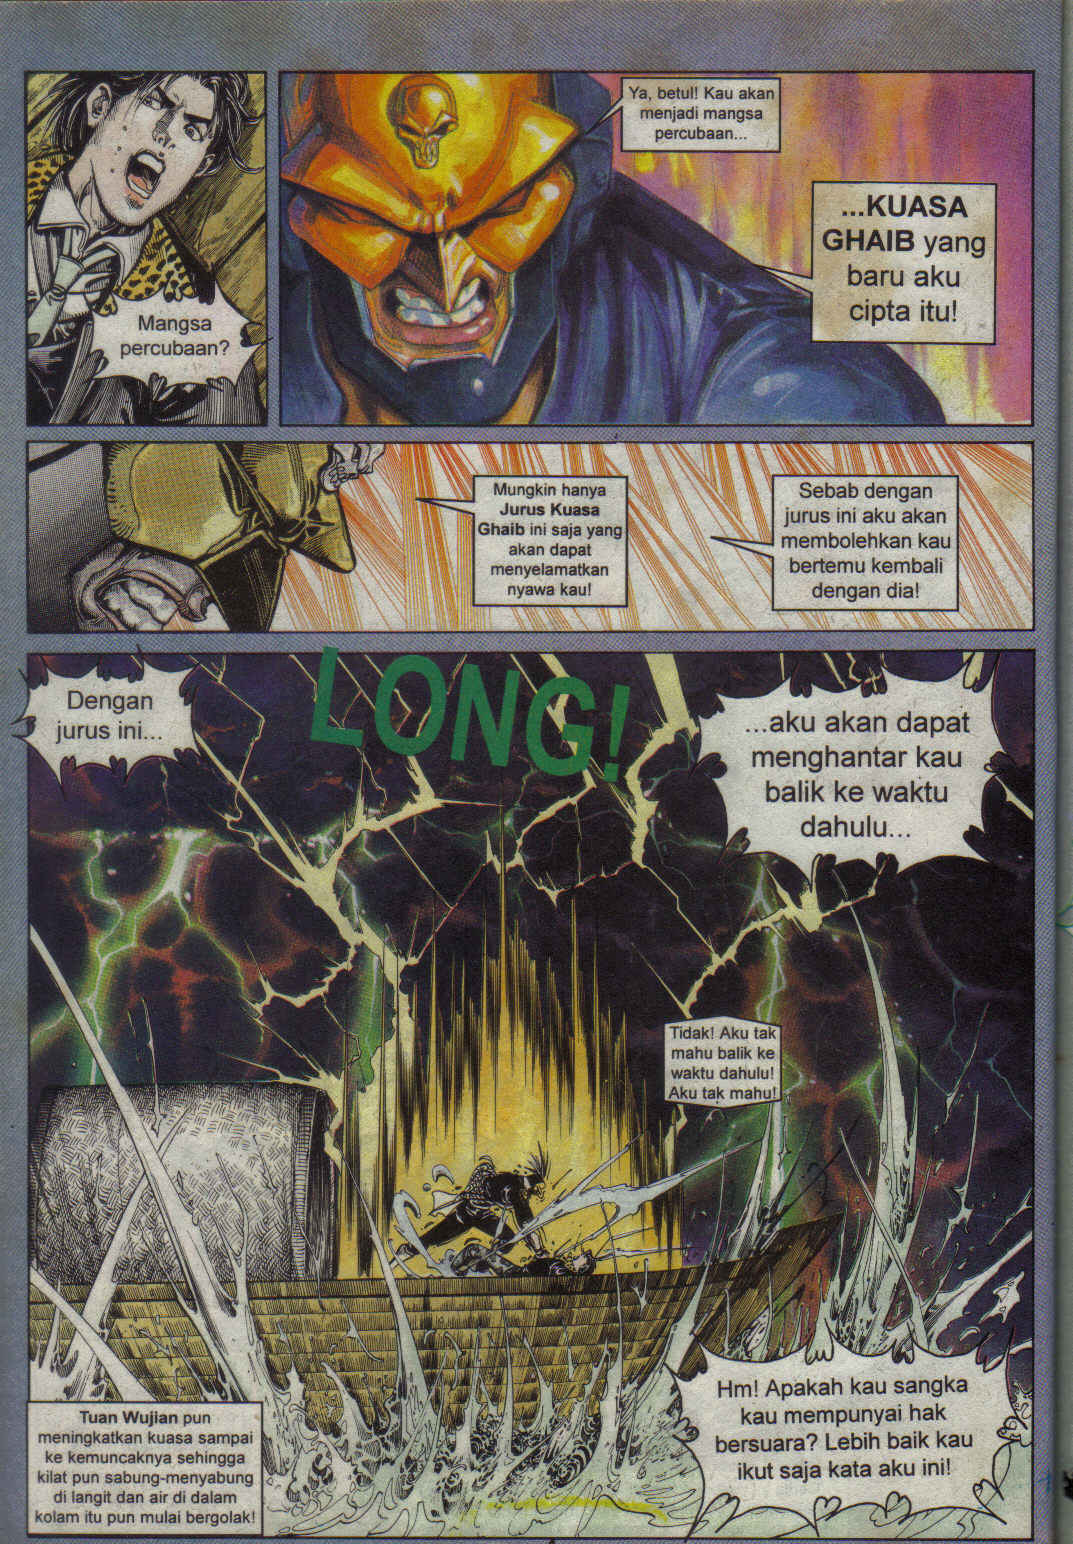 Mangsa
percubaan?
Ya, betul! Kau akan
menjadi mangsa
percubaan...
...KUASA
GHAIB yang
baru aku
cipta itu!
Mungkin hanya
Jurus Kuasa
Ghaib ini saja yang
akan dapat
menyelamatkan
nyawa kau!
Sebab dengan
jurus ini aku akan
membolehkan kau
bertemu kembali
dengan dia!
Dengan
jurus ini...
LONG!
...aku akan dapat
menghantar kau
balik ke waktu
dahulu...
Tidak! Aku tak
mahu balik ke
waktu dahulu!
Aku tak mahu!
Hm! Apakah kau sangka
kau mempunyai hak
bersuara? Lebih baik kau
ikut saja kata aku ini!
Tuan Wujian pun
meningkatkan kuasa sampai
ke kemuncaknya sehingga
kilat pun sabung-menyabung
di langit dan air di dalam
kolam itu pun mulai bergolak!